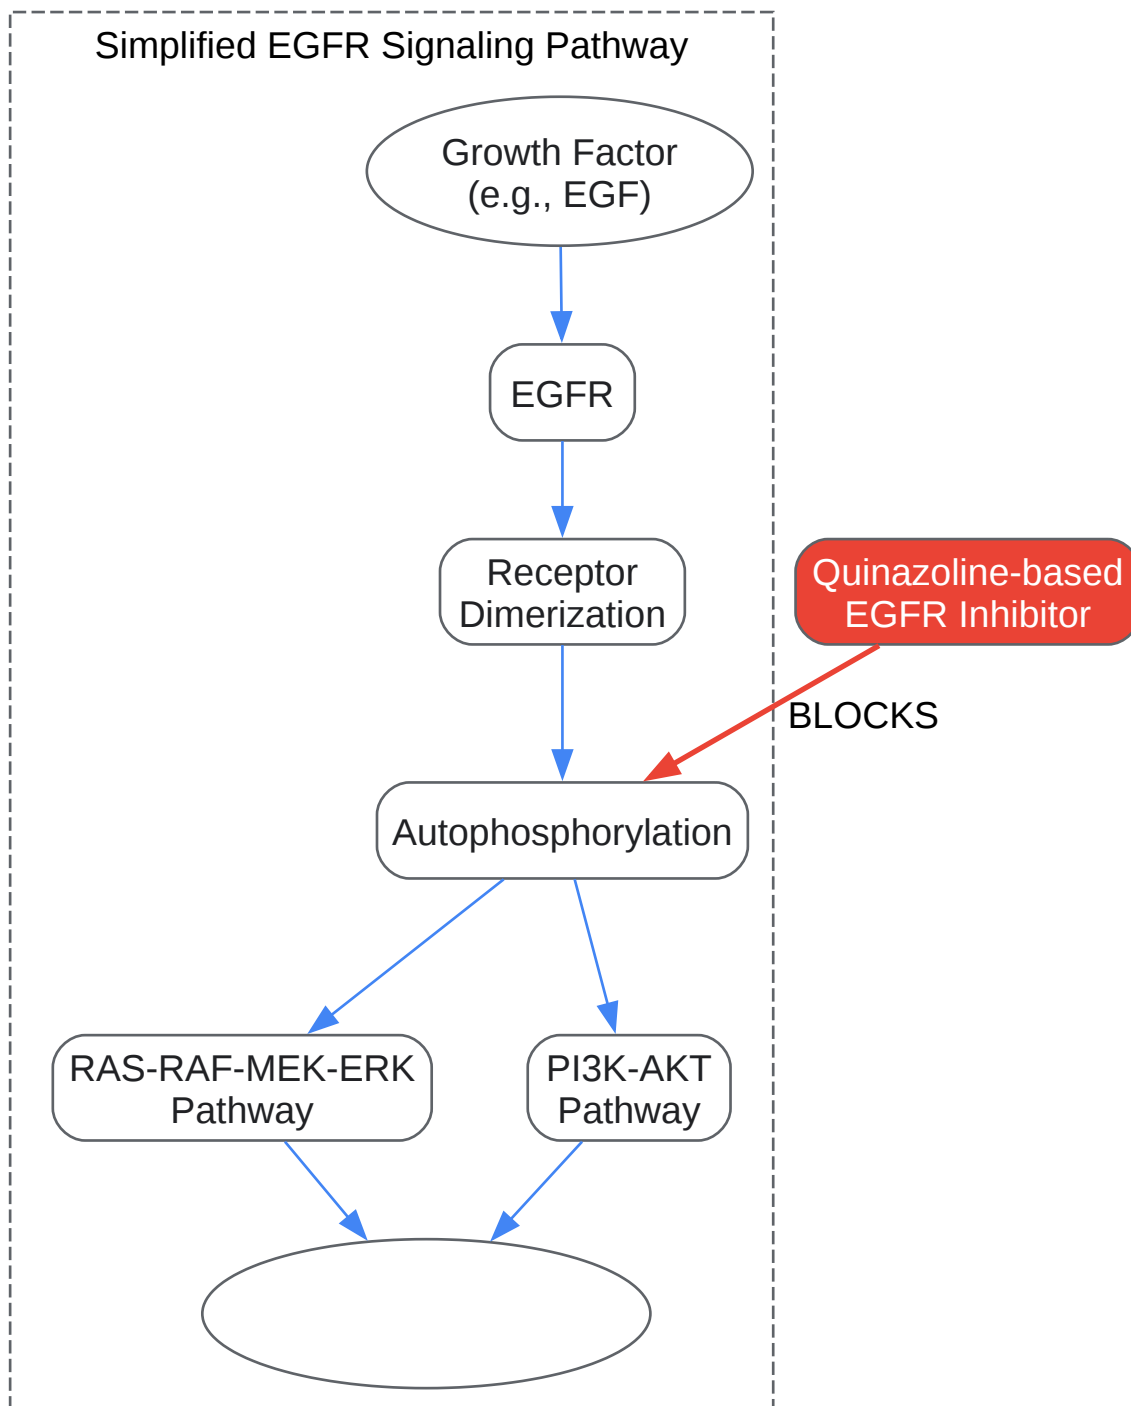 Simplified EGFR Signaling Pathway
Growth Factor
(e.g., EGF)
EGFR
Receptor
Dimerization
Quinazoline-based
EGFR Inhibitor
BLOCKS
Autophosphorylation
RAS-RAF-MEK-ERK
Pathway
PI3K-AKT
Pathway